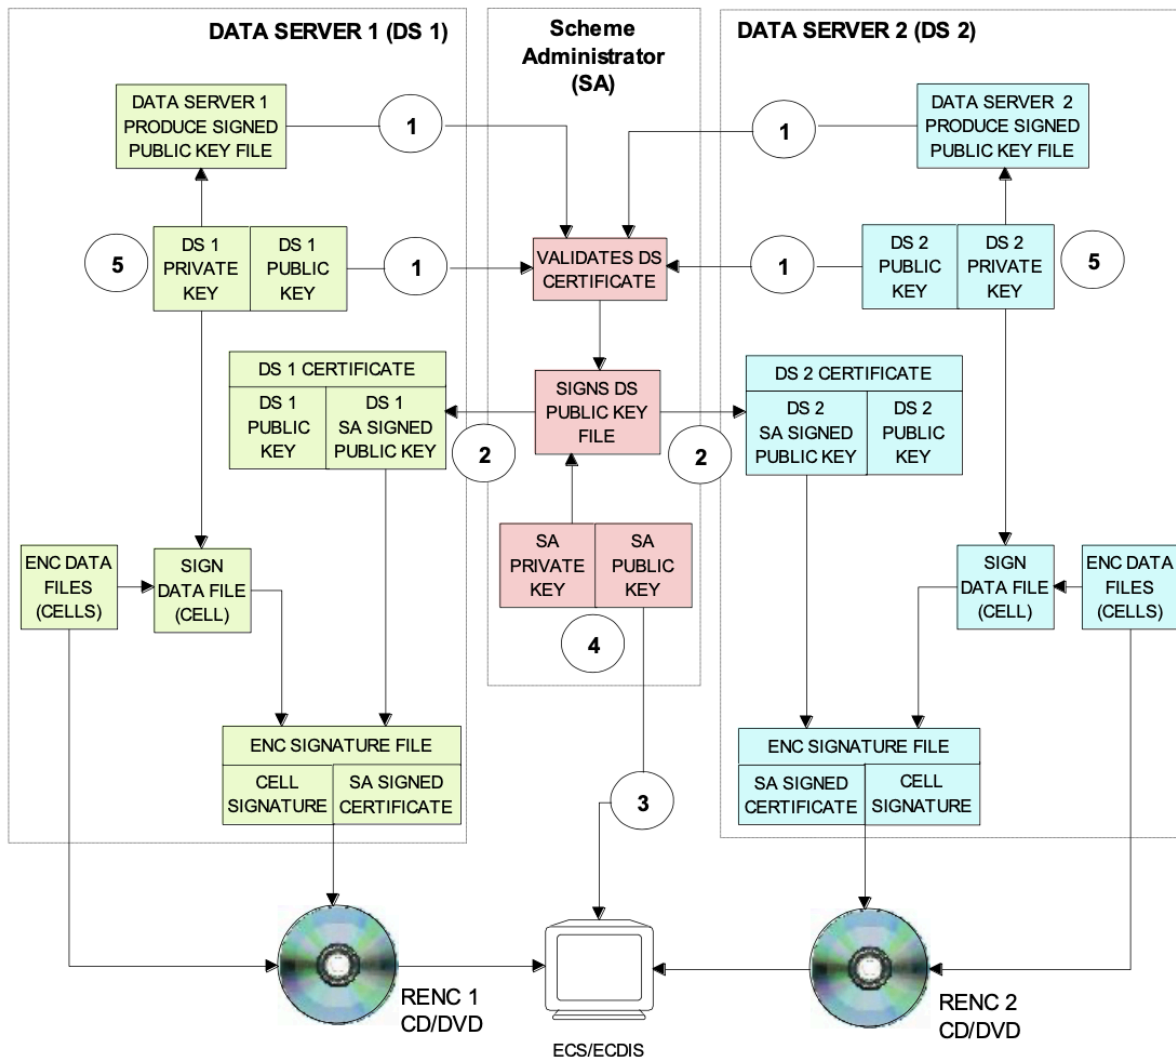 DATA SERVER 1 (DS 1)
Scheme
Administrator
(SA)
DATA SERVER 2 (DS 2)
DATA SERVER 1
PRODUCE SIGNED
PUBLIC KEY FILE
1
1
DATA SERVER 2
PRODUCE SIGNED
PUBLIC KEY FILE
5
DS 1
PRIVATE
KEY
DS 1
PUBLIC
KEY
1
VALIDATES DS
CERTIFICATE
1
DS 2
PUBLIC
KEY
DS 2
PRIVATE
KEY
5
DS 1 CERTIFICATE
DS 1
PUBLIC
KEY
DS 1
SA SIGNED
PUBLIC KEY
2
SIGNS DS
PUBLIC KEY
FILE
2
DS 2 CERTIFICATE
DS 2
SA SIGNED
PUBLIC KEY
DS 2
PUBLIC
KEY
ENC DATA
FILES
(CELLS)
SIGN
DATA FILE
(CELL)
SA
PRIVATE
KEY
SA
PUBLIC
KEY
4
SIGN
DATA FILE
(CELL)
ENC DATA
FILES
(CELLS)
ENC SIGNATURE FILE
CELL
SIGNATURE
SA SIGNED
CERTIFICATE
3
ENC SIGNATURE FILE
SA SIGNED
CERTIFICATE
CELL
SIGNATURE
RENC 1
CD/DVD
ECS/ECDIS
RENC 2
CD/DVD